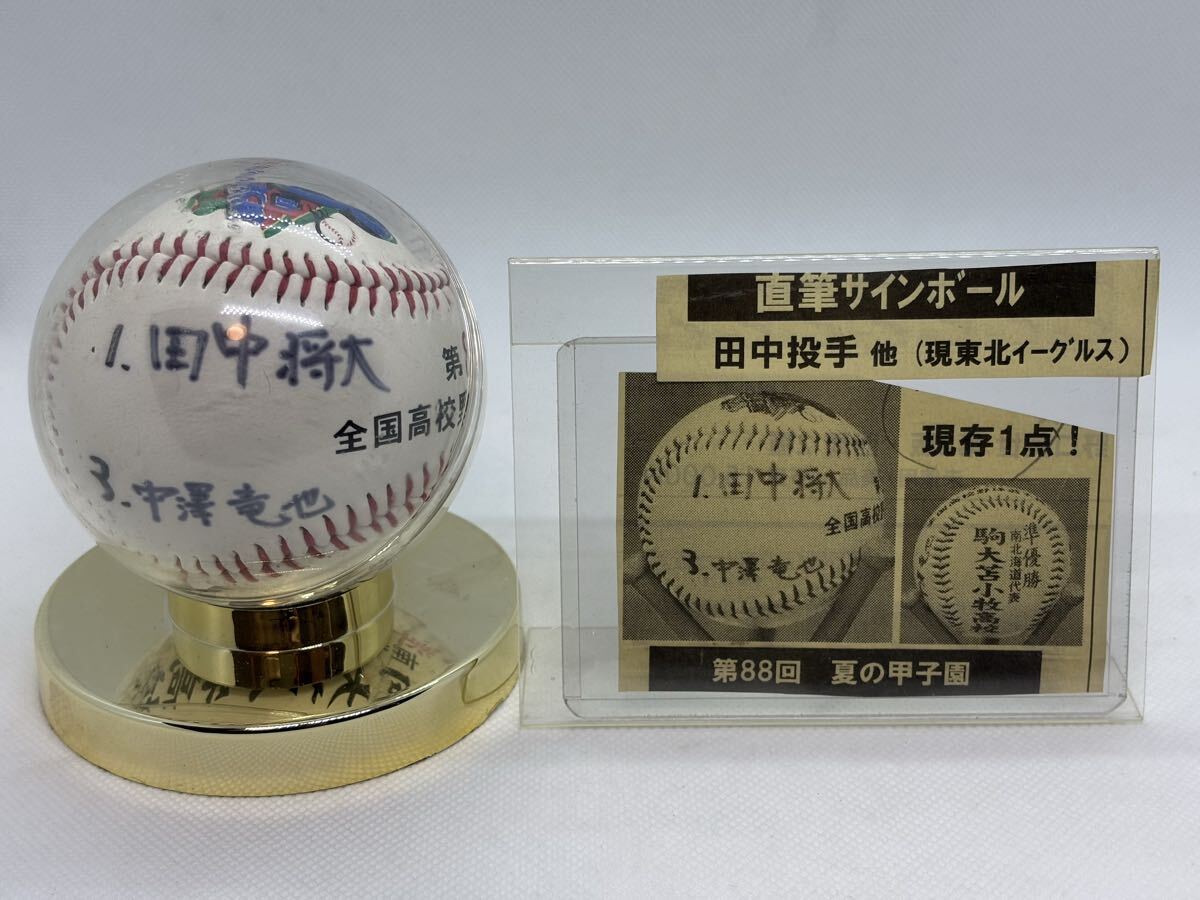 1. 田中将大
第
全国高校野
3. 中澤竜也
直筆サインボール
田中投手 他 (現東北イーグルス)
現存1点!
1. 田中将大
全国高校
3. 中澤竜也
準優勝
南北海道代表
駒大苫小牧高校
第88回 夏の甲子園